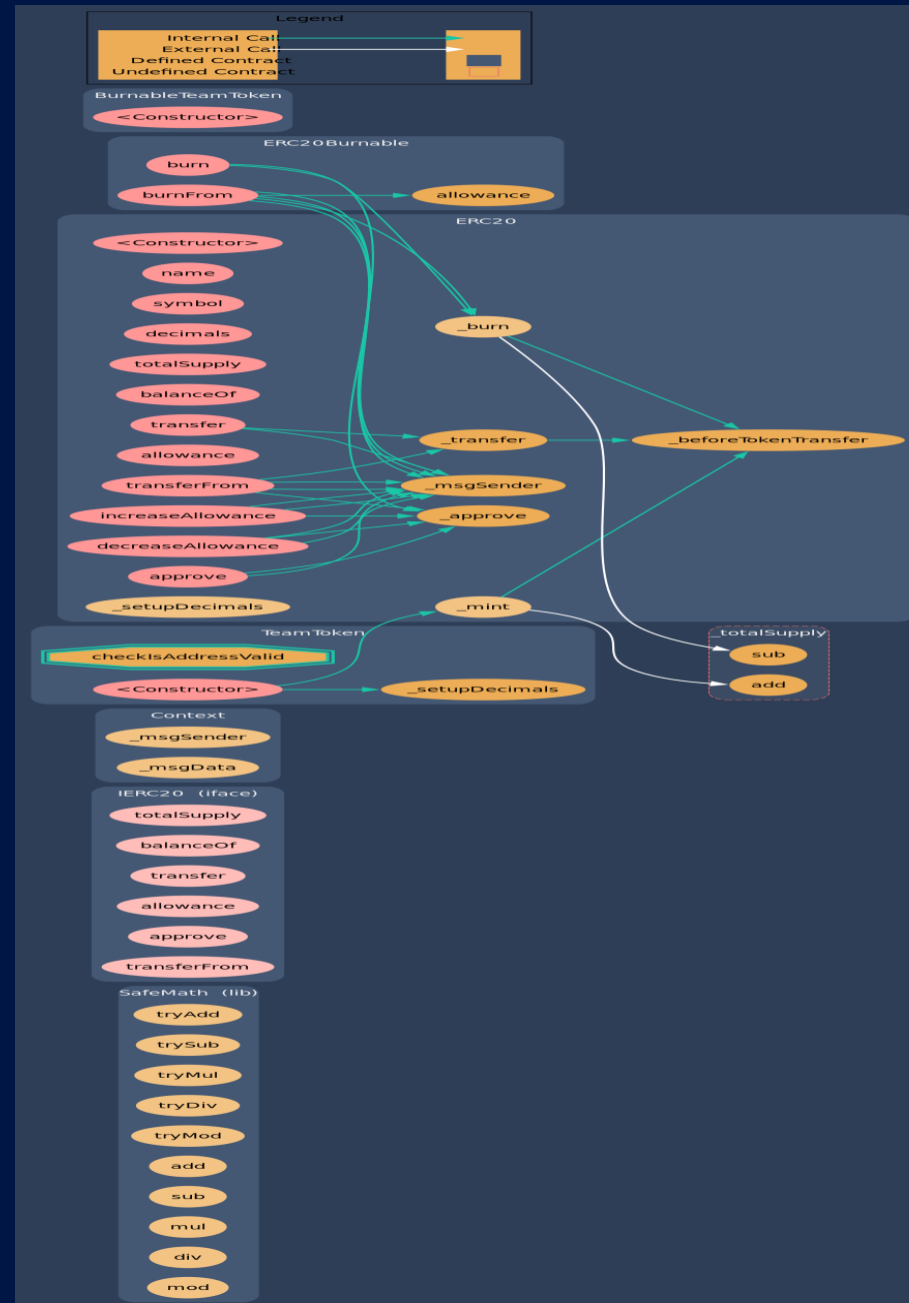 Legend
Internal Call
External Call
Defined Contract
Undefined Contract
BurnableTeamToken
<Constructor>
ERC20Burnable
burn
burnFrom
allowance
ERC20
<Constructor>
name
symbol
decimals
totalSupply
balanceOf
transfer
allowance
transferFrom
increaseAllowance
decreaseAllowance
approve
_setupDecimals
_burn
_transfer
_msgSender
_approve
_mint
_beforeTokenTransfer
TeamToken
checkIsAddressValid
<Constructor>
_setupDecimals
_totalSupply
sub
add
Context
_msgSender
_msgData
IERC20 (iface)
totalSupply
balanceOf
transfer
allowance
approve
transferFrom
SafeMath (lib)
tryAdd
trySub
tryMul
tryDiv
tryMod
add
sub
mul
div
mod